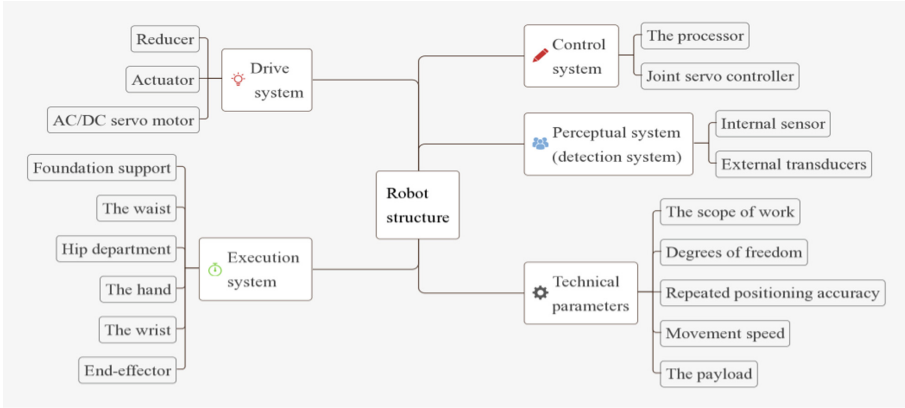 Robot
structure
Drive
system
Reducer
Actuator
AC/DC servo motor
Execution
system
Foundation support
The waist
Hip department
The hand
The wrist
End-effector
Control
system
The processor
Joint servo controller
Perceptual system
(detection system)
Internal sensor
External transducers
Technical
parameters
The scope of work
Degrees of freedom
Repeated positioning accuracy
Movement speed
The payload